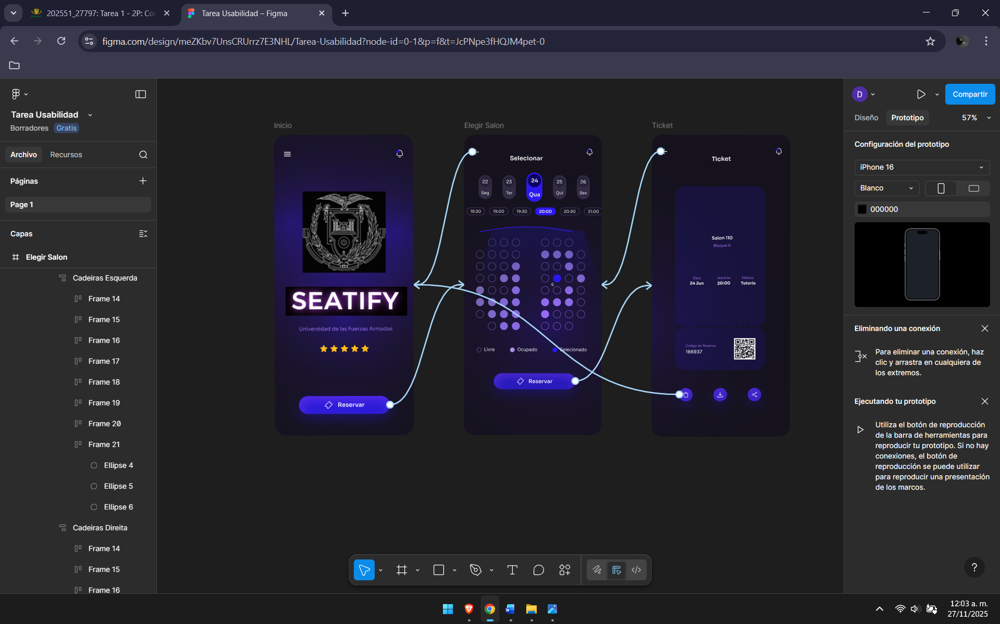 202551_27797: Tarea 1 - 2P: Co
Tarea Usabilidad – Figma
figma.com/design/meZKbv7UnsCRUrrz7E3NHL/Tarea-Usabilidad?node-id=0-1&p=f&t=JcPNpe3fHQJM4pet-0
Tarea Usabilidad
Borradores Gratis
Archivo Recursos
Páginas
Page 1
Capas
Elegir Salon
Cadeiras Esquerda
Frame 14
Frame 15
Frame 16
Frame 17
Frame 18
Frame 19
Frame 20
Frame 21
Ellipse 4
Ellipse 5
Ellipse 6
Cadeiras Direita
Frame 14
Frame 15
Frame 16
Inicio
1922
SEATIFY
Universidad de las Fuerzas Armadas
Reservar
Elegir Salon
Selecionar
22 23 24 25 26
Seg Ter Qua Qui Sex
18:30 19:00 19:30 20:00 20:30 21:00
6
Livre Ocupado Selecionado
Reservar
Ticket
Ticket
Salon 110
Bloque A
Data Horário Motivo
24 Jun 20:00 Tutoria
Código de Reserva
166937
D
Compartir
Diseño Prototipo 57%
Configuración del prototipo
iPhone 16
Blanco
000000
Eliminando una conexión
Para eliminar una conexión, haz
clic y arrastra en cualquiera de
los extremos.
Ejecutando tu prototipo
Utiliza el botón de reproducción
de la barra de herramientas para
reproducir tu prototipo. Si no hay
conexiones, el botón de
reproducción se puede utilizar
para reproducir una presentación
de los marcos.
?
12:03 a. m.
27/11/2025